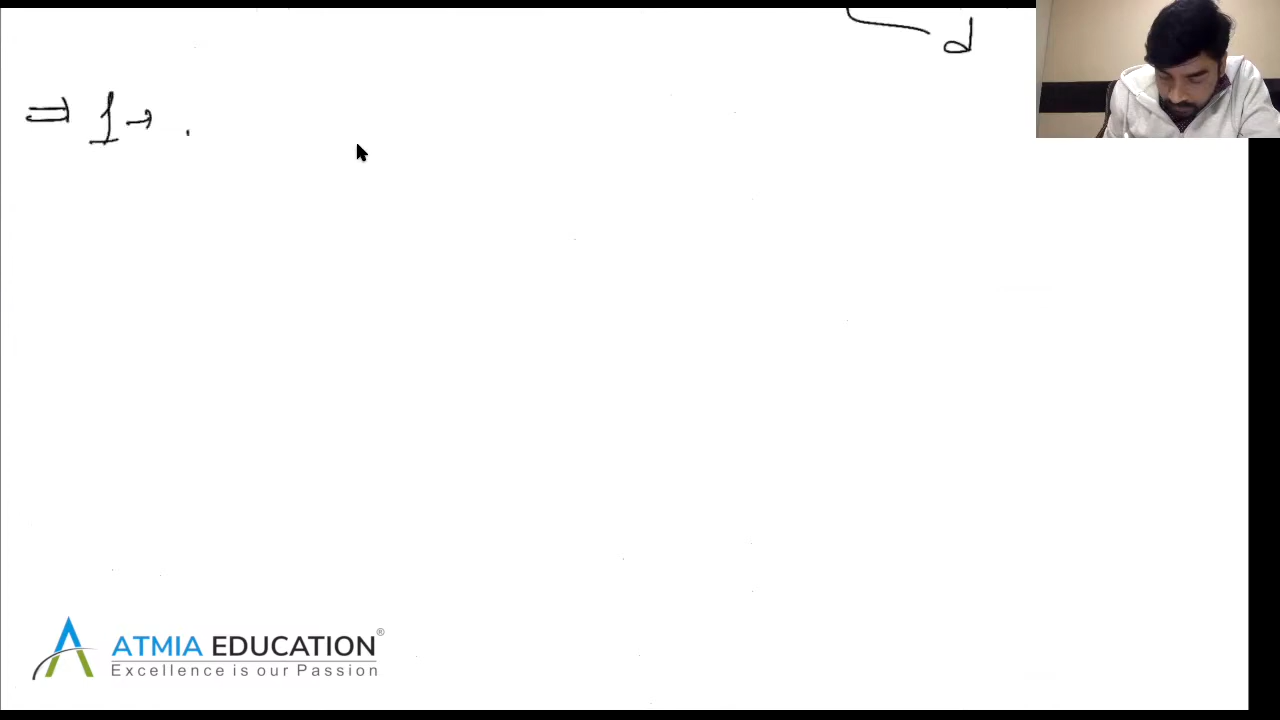 d
⇒ 1 → .
ATMIA EDUCATION®
Excellence is our Passion